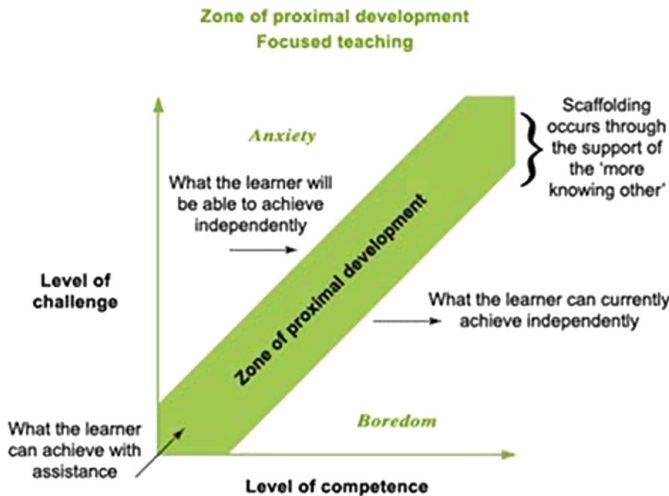 Zone of proximal development
Focused teaching
Anxiety
Scaffolding
occurs through
the support of
the ‘more
knowing other’
What the learner will
be able to achieve
independently
Zone of proximal development
Level of
challenge
What the learner can currently
achieve independently
Boredom
What the learner
can achieve with
assistance
Level of competence